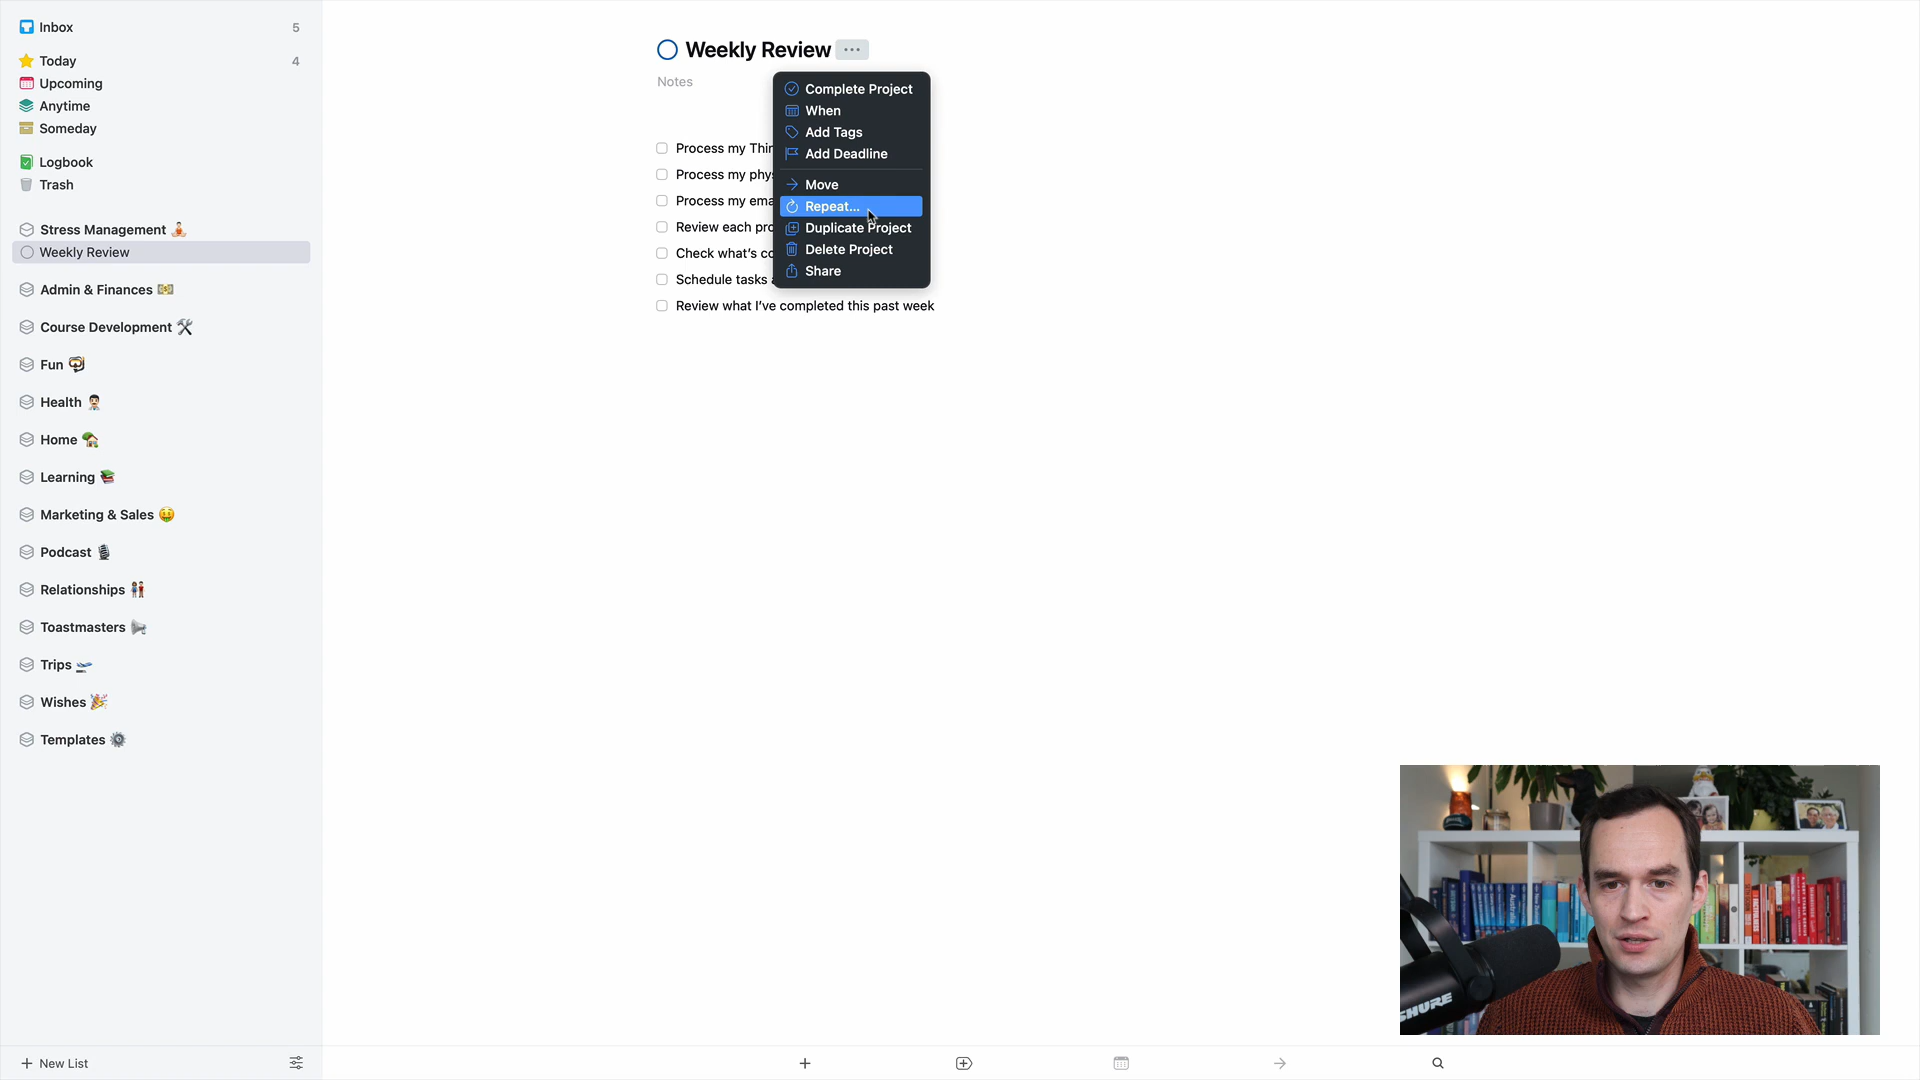 Inbox 5
Today 4
Upcoming
Anytime
Someday
Logbook
Trash
Stress Management
Weekly Review
Admin & Finances
Course Development
Fun
Health
Home
Learning
Marketing & Sales
Podcast
Relationships
Toastmasters
Trips
Wishes
Templates
New List
Weekly Review
Notes
Process my Thin
Process my phys
Process my ema
Review each pro
Check what's co
Schedule tasks
Review what I've completed this past week
Complete Project
When
Add Tags
Add Deadline
Move
Repeat...
Duplicate Project
Delete Project
Share
SHURE